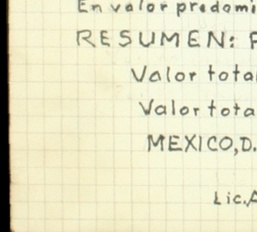 En valor predomi
RESUMEN:
Valor tota
Valor tota
MEXICO,D.
Lic.A